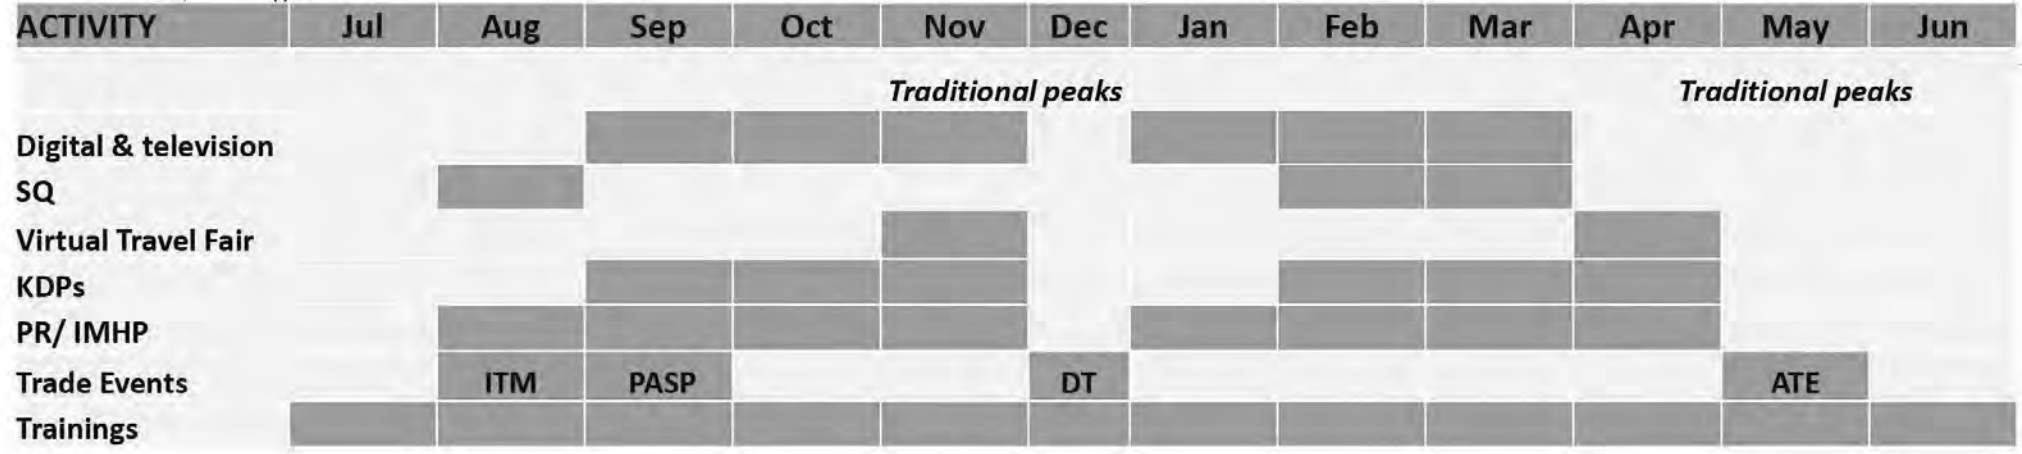 ACTIVITY Jul Aug Sep Oct Nov Dec Jan Feb Mar Apr May Jun
Traditional peaks Traditional peaks
Digital & television
SQ
Virtual Travel Fair
KDPs
PR/ IMHP
Trade Events ITM PASP DT ATE
Trainings